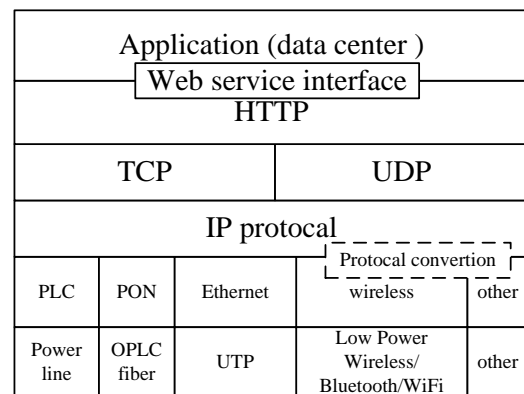 Application (data center )
Web service interface
HTTP
TCP UDP
IP protocal
Protocal convertion
PLC PON Ethernet wireless other
Power line OPLC fiber UTP Low Power Wireless/ Bluetooth/WiFi other